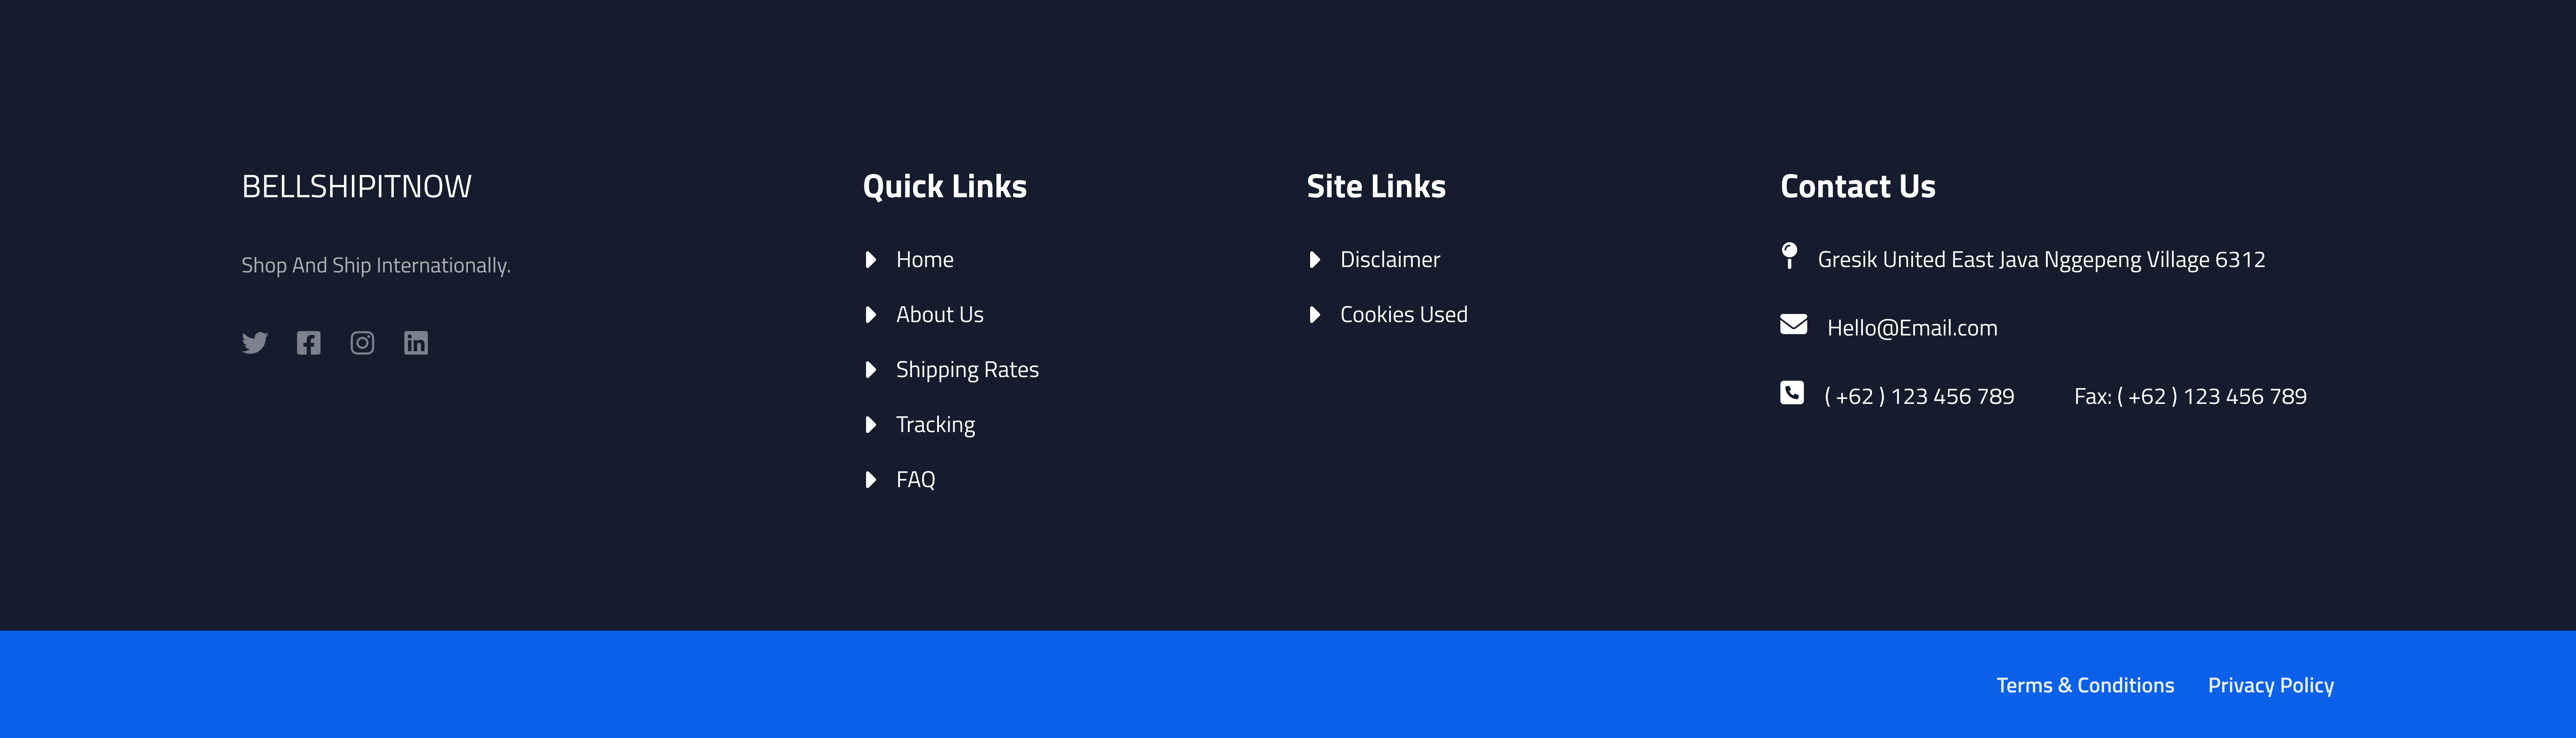 BELLSHIPITNOW
Shop And Ship Internationally.
Quick Links
Home
About Us
Shipping Rates
Tracking
FAQ
Site Links
Disclaimer
Cookies Used
Contact Us
Gresik United East Java Nggepeng Village 6312
Hello@Email.com
( +62 ) 123 456 789 Fax: ( +62 ) 123 456 789
Terms & Conditions Privacy Policy